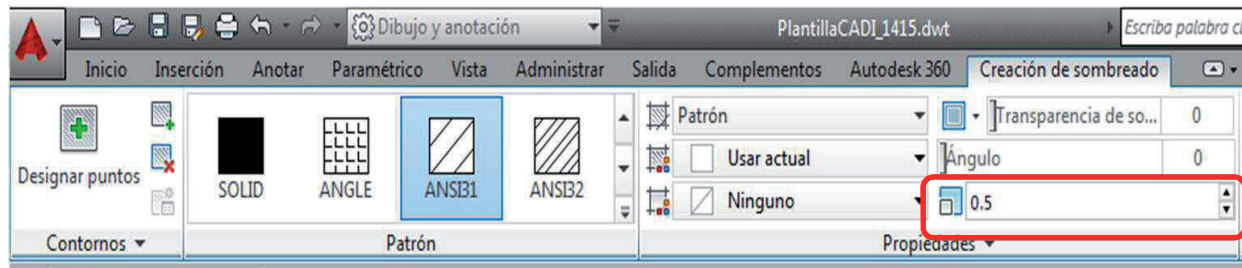 Dibujo y anotación
PlantillaCADI_1415.dwt
Escriba palabra cl
Inicio Inserción Anotar Paramétrico Vista Administrar Salida Complementos Autodesk 360 Creación de sombreado
Patrón Transparencia de so... 0
Usar actual Ángulo 0
Designar puntos SOLID ANGLE ANSI31 ANSI32
Ninguno 0.5
Contornos Patrón Propiedades